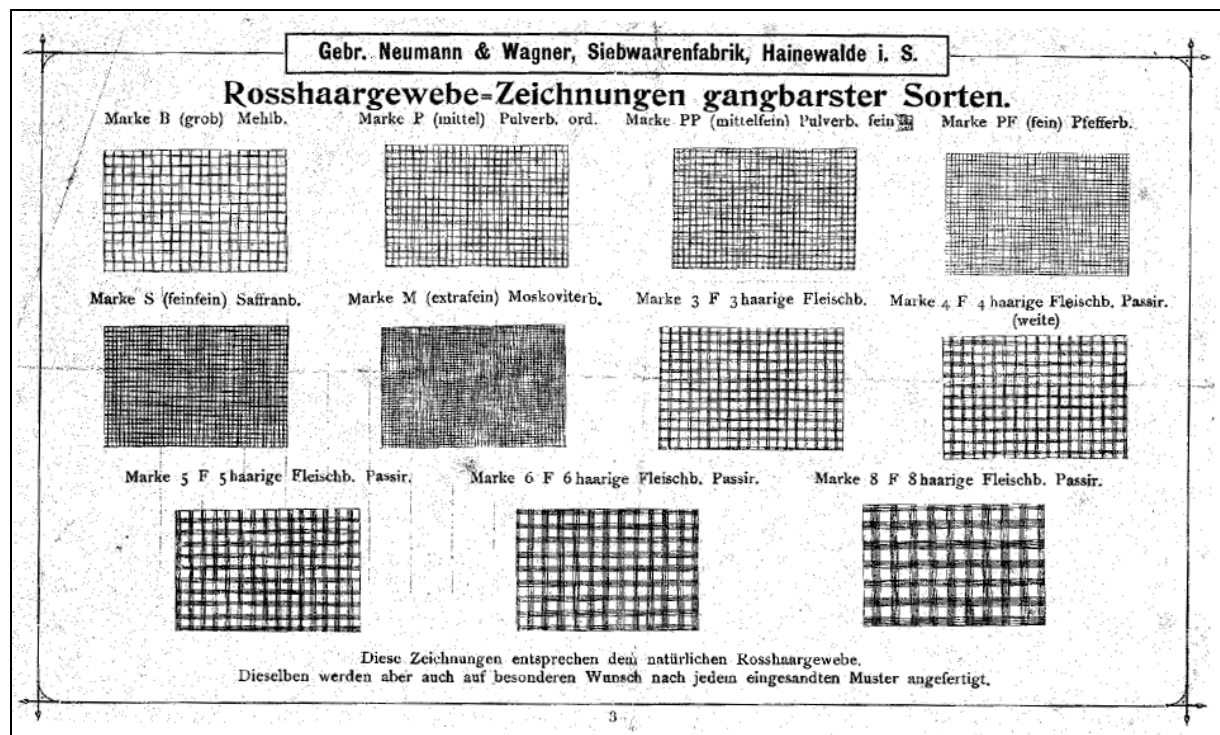 Gebr. Neumann & Wagner, Siebwaarenfabrik, Hainewalde i. S.
Rosshaargewebe=Zeichnungen gangbarster Sorten.
Marke B (grob) Mehlb.
Marke P (mittel) Pulverb. ord.
Marke PP (mittelfein) Pulverb. fein
Marke PF (fein) Pfefferb.
Marke S (feinfein) Saffranb.
Marke M (extrafein) Moskoviterb.
Marke 3 F 3haarige Fleischb.
Marke 4 F 4haarige Fleischb. Passir.
(weite)
Marke 5 F 5haarige Fleischb. Passir.
Marke 6 F 6haarige Fleischb. Passir.
Marke 8 F 8haarige Fleischb. Passir.
Diese Zeichnungen entsprechen dem natürlichen Rosshaargewebe.
Dieselben werden aber auch auf besonderen Wunsch nach jedem eingesandten Muster angefertigt.
3